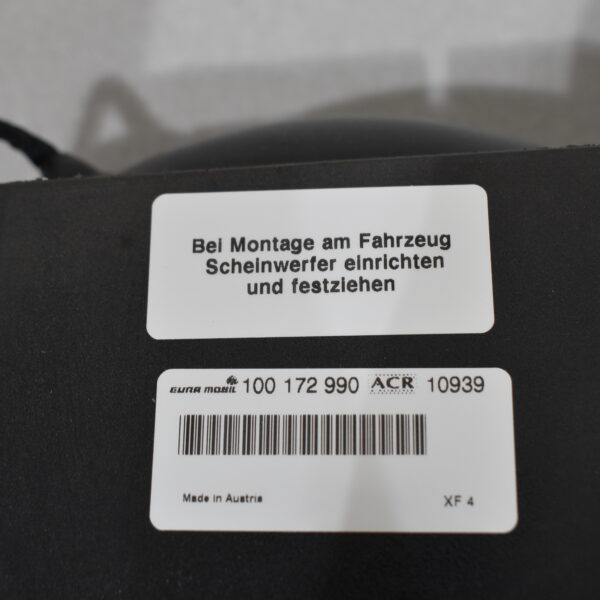 Bei Montage am Fahrzeug
Scheinwerfer einrichten
und festziehen
EURA MOBIL 100 172 990 ACR 10939
Made in Austria
XF 4